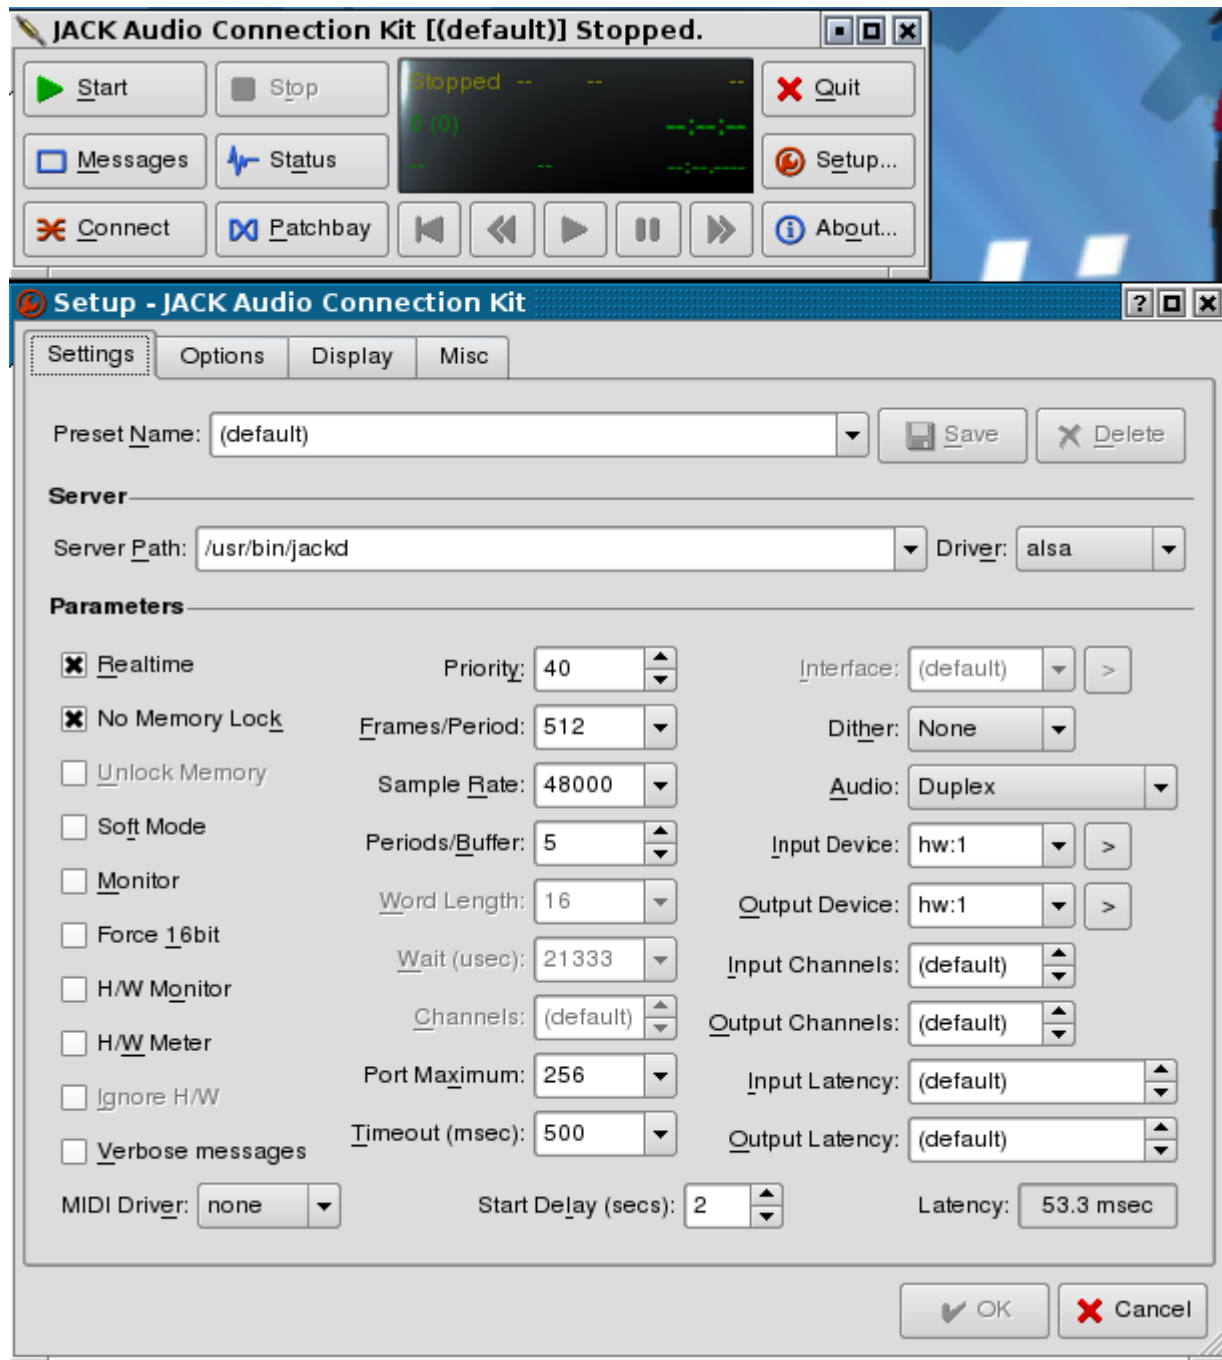 JACK Audio Connection Kit [(default)] Stopped.
Start Stop Stopped -- -- -- Quit
0 (0) --:--:--
Messages Status -- -- --:--.---- Setup...
Connect Patchbay About...
Setup - JACK Audio Connection Kit ?
Settings Options Display Misc
Preset Name: (default) Save Delete
Server
Server Path: /usr/bin/jackd Driver: alsa
Parameters
Realtime Priority: 40 Interface: (default) >
No Memory Lock Frames/Period: 512 Dither: None
Unlock Memory Sample Rate: 48000 Audio: Duplex
Soft Mode Periods/Buffer: 5 Input Device: hw:1 >
Monitor Word Length: 16 Output Device: hw:1 >
Force 16bit Wait (usec): 21333 Input Channels: (default)
H/W Monitor Channels: (default) Output Channels: (default)
H/W Meter Port Maximum: 256 Input Latency: (default)
Ignore H/W Timeout (msec): 500 Output Latency: (default)
Verbose messages
MIDI Driver: none Start Delay (secs): 2 Latency: 53.3 msec
OK Cancel